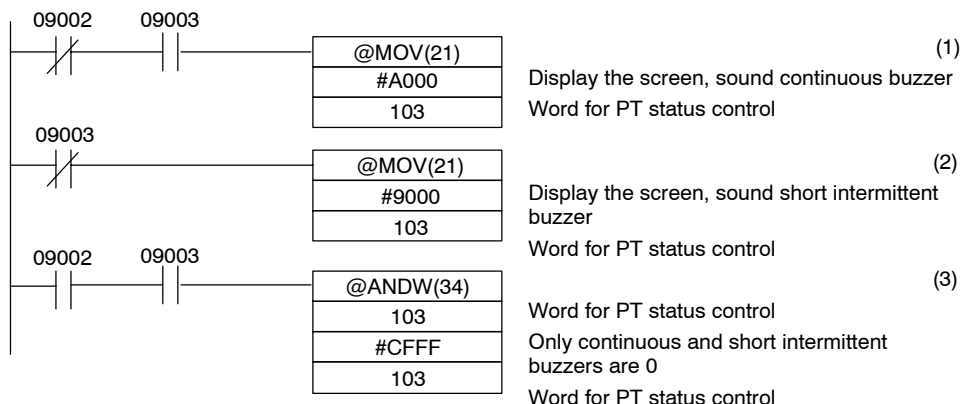 09002 09003
@MOV(21) (1)
#A000 Display the screen, sound continuous buzzer
103 Word for PT status control
09003
@MOV(21) (2)
#9000 Display the screen, sound short intermittent
buzzer
103
Word for PT status control
09002 09003
@ANDW(34) (3)
103 Word for PT status control
#CFFF Only continuous and short intermittent
buzzers are 0
103
Word for PT status control